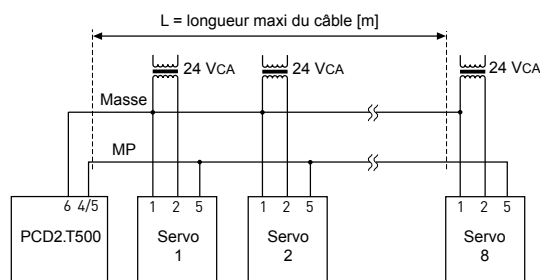 L = longueur maxi du câble [m]
24 VCA 24 VCA 24 VCA
Masse
MP
6 4/5 1 2 5 1 2 5 1 2 5
PCD2.T500 Servo Servo Servo
1 2 8